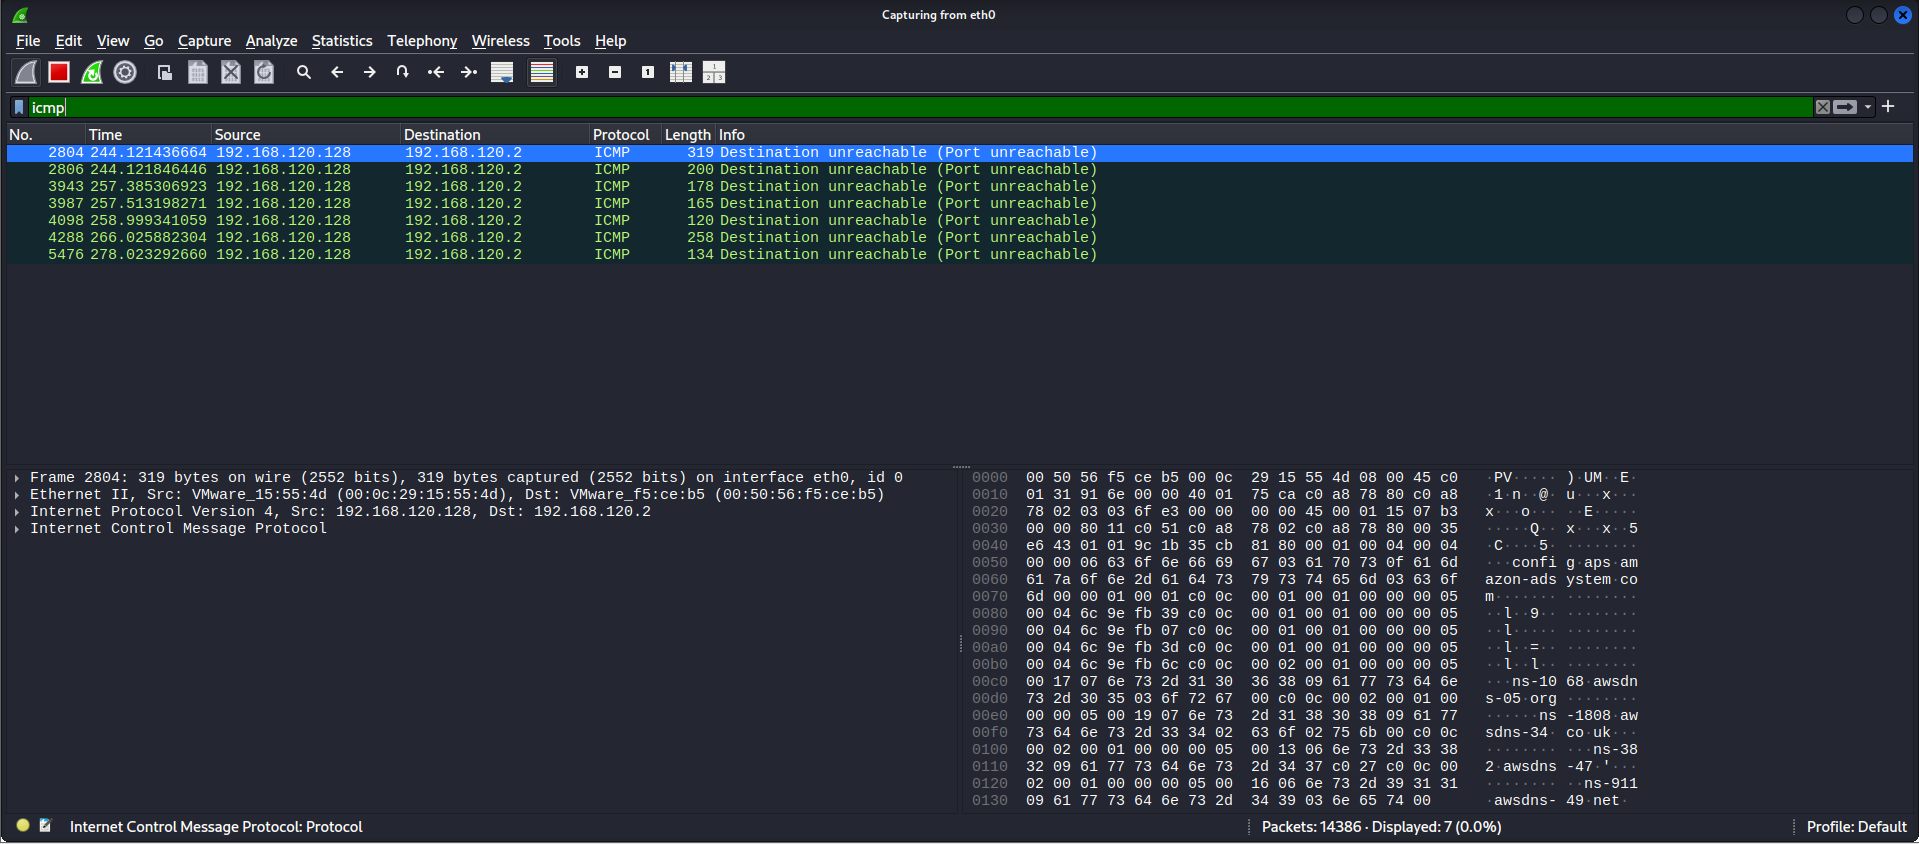 Capturing from eth0
File Edit View Go Capture Analyze Statistics Telephony Wireless Tools Help
icmp
No. Time Source Destination Protocol Length Info
2804 244.121436664 192.168.120.128 192.168.120.2 ICMP 319 Destination unreachable (Port unreachable)
2806 244.121846446 192.168.120.128 192.168.120.2 ICMP 200 Destination unreachable (Port unreachable)
3943 257.385306923 192.168.120.128 192.168.120.2 ICMP 178 Destination unreachable (Port unreachable)
3987 257.513198271 192.168.120.128 192.168.120.2 ICMP 165 Destination unreachable (Port unreachable)
4098 258.999341059 192.168.120.128 192.168.120.2 ICMP 120 Destination unreachable (Port unreachable)
4288 266.025882304 192.168.120.128 192.168.120.2 ICMP 258 Destination unreachable (Port unreachable)
5476 278.023292660 192.168.120.128 192.168.120.2 ICMP 134 Destination unreachable (Port unreachable)
Frame 2804: 319 bytes on wire (2552 bits), 319 bytes captured (2552 bits) on interface eth0, id 0
Ethernet II, Src: VMware_15:55:4d (00:0c:29:15:55:4d), Dst: VMware_f5:ce:b5 (00:50:56:f5:ce:b5)
Internet Protocol Version 4, Src: 192.168.120.128, Dst: 192.168.120.2
Internet Control Message Protocol
0000 00 50 56 f5 ce b5 00 0c 29 15 55 4d 08 00 45 c0 ·PV····· )·UM··E·
0010 01 31 91 6e 00 00 40 01 75 ca c0 a8 78 80 c0 a8 ·1·n··@· u···x···
0020 78 02 03 03 6f e3 00 00 00 00 45 00 01 15 07 b3 x···o··· ··E·····
0030 00 00 80 11 c0 51 c0 a8 78 02 c0 a8 78 80 00 35 ·····Q·· x···x··5
0040 e6 43 01 01 9c 1b 35 cb 81 80 00 01 00 04 00 04 ·C····5· ········
0050 00 00 06 63 6f 6e 66 69 67 03 61 70 73 0f 61 6d ···confi g·aps·am
0060 61 7a 6f 6e 2d 61 64 73 79 73 74 65 6d 03 63 6f azon-ads ystem·co
0070 6d 00 00 01 00 01 c0 0c 00 01 00 01 00 00 00 05 m······· ········
0080 00 04 6c 9e fb 39 c0 0c 00 01 00 01 00 00 00 05 ··l··9·· ········
0090 00 04 6c 9e fb 07 c0 0c 00 01 00 01 00 00 00 05 ··l····· ········
00a0 00 04 6c 9e fb 3d c0 0c 00 01 00 01 00 00 00 05 ··l··=·· ········
00b0 00 04 6c 9e fb 6c c0 0c 00 02 00 01 00 00 00 05 ··l··l·· ········
00c0 00 17 07 6e 73 2d 31 30 36 38 09 61 77 73 64 6e ···ns-10 68·awsdn
00d0 73 2d 30 35 03 6f 72 67 00 c0 0c 00 02 00 01 00 s-05·org ········
00e0 00 00 05 00 19 07 6e 73 2d 31 38 30 38 09 61 77 ······ns -1808·aw
00f0 73 64 6e 73 2d 33 34 02 63 6f 02 75 6b 00 c0 0c sdns-34· co·uk···
0100 00 02 00 01 00 00 00 05 00 13 06 6e 73 2d 33 38 ········ ···ns-38
0110 32 09 61 77 73 64 6e 73 2d 34 37 c0 27 c0 0c 00 2·awsdns -47·'···
0120 02 00 01 00 00 00 05 00 16 06 6e 73 2d 39 31 31 ········ ··ns-911
0130 09 61 77 73 64 6e 73 2d 34 39 03 6e 65 74 00 ·awsdns- 49·net·
Internet Control Message Protocol: Protocol Packets: 14386 · Displayed: 7 (0.0%) Profile: Default